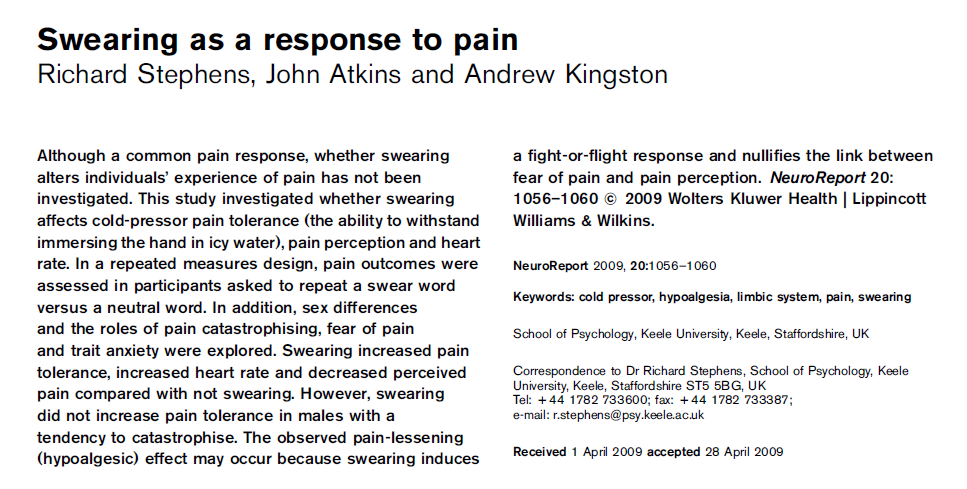 Swearing as a response to pain
Richard Stephens, John Atkins and Andrew Kingston
Although a common pain response, whether swearing
alters individuals' experience of pain has not been
investigated. This study investigated whether swearing
affects cold-pressor pain tolerance (the ability to withstand
immersing the hand in icy water), pain perception and heart
rate. In a repeated measures design, pain outcomes were
assessed in participants asked to repeat a swear word
versus a neutral word. In addition, sex differences
and the roles of pain catastrophising, fear of pain
and trait anxiety were explored. Swearing increased pain
tolerance, increased heart rate and decreased perceived
pain compared with not swearing. However, swearing
did not increase pain tolerance in males with a
tendency to catastrophise. The observed pain-lessening
(hypoalgesic) effect may occur because swearing induces
a fight-or-flight response and nullifies the link between
fear of pain and pain perception. NeuroReport 20:
1056–1060 © 2009 Wolters Kluwer Health | Lippincott
Williams & Wilkins.
NeuroReport 2009, 20:1056–1060
Keywords: cold pressor, hypoalgesia, limbic system, pain, swearing
School of Psychology, Keele University, Keele, Staffordshire, UK
Correspondence to Dr Richard Stephens, School of Psychology, Keele
University, Keele, Staffordshire ST5 5BG, UK
Tel: +44 1782 733600; fax: +44 1782 733387;
e-mail: r.stephens@psy.keele.ac.uk
Received 1 April 2009 accepted 28 April 2009